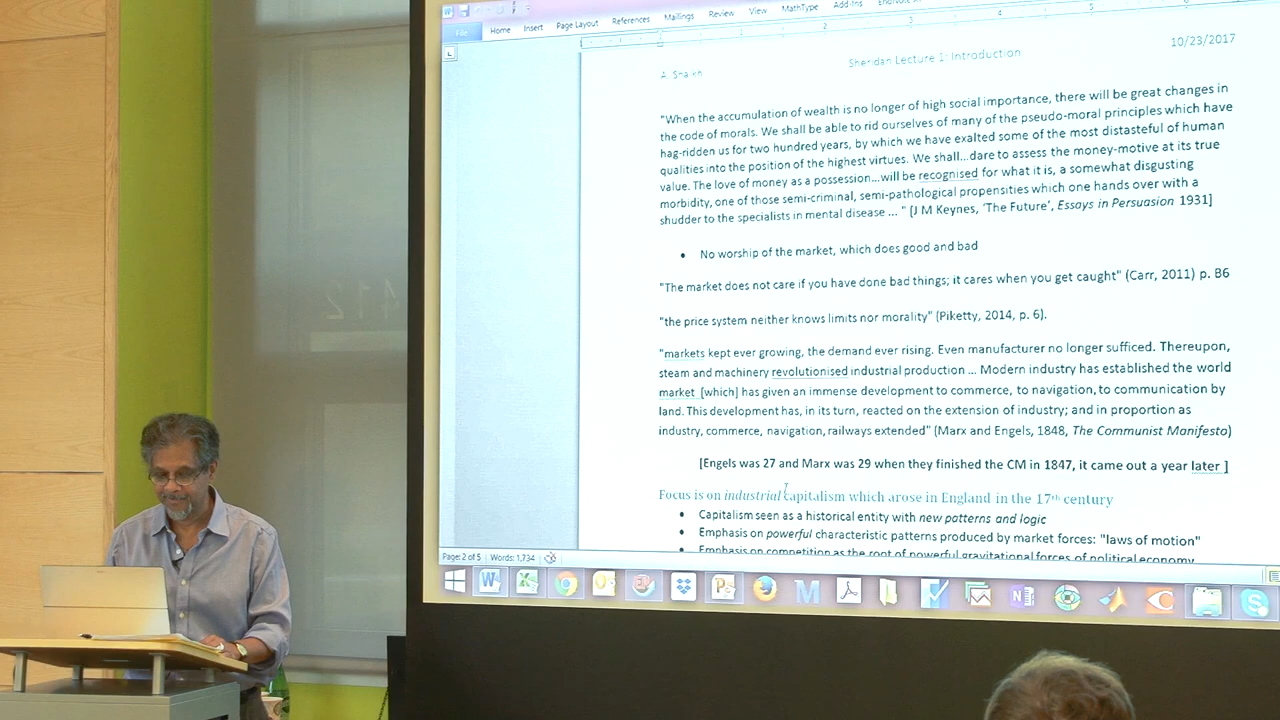 File Home Insert Page Layout References Mailings Review View MathType Add-Ins
10/23/2017
A. Shaikh Sheridan Lecture 1: Introduction
"When the accumulation of wealth is no longer of high social importance, there will be great changes in
the code of morals. We shall be able to rid ourselves of many of the pseudo-moral principles which have
hag-ridden us for two hundred years, by which we have exalted some of the most distasteful of human
qualities into the position of the highest virtues. We shall...dare to assess the money-motive at its true
value. The love of money as a possession...will be recognised for what it is, a somewhat disgusting
morbidity, one of those semi-criminal, semi-pathological propensities which one hands over with a
shudder to the specialists in mental disease ... " [J M Keynes, 'The Future', Essays in Persuasion 1931]
• No worship of the market, which does good and bad
"The market does not care if you have done bad things; it cares when you get caught" (Carr, 2011) p. B6
"the price system neither knows limits nor morality" (Piketty, 2014, p. 6).
"markets kept ever growing, the demand ever rising. Even manufacturer no longer sufficed. Thereupon,
steam and machinery revolutionised industrial production ... Modern industry has established the world
market [which] has given an immense development to commerce, to navigation, to communication by
land. This development has, in its turn, reacted on the extension of industry; and in proportion as
industry, commerce, navigation, railways extended" (Marx and Engels, 1848, The Communist Manifesto)
[Engels was 27 and Marx was 29 when they finished the CM in 1847, it came out a year later ]
Focus is on industrial capitalism which arose in England in the 17th century
• Capitalism seen as a historical entity with new patterns and logic
• Emphasis on powerful characteristic patterns produced by market forces: "laws of motion"
• Emphasis on competition as the root of powerful gravitational forces of political economy
Page: 2 of 5 Words: 1,734